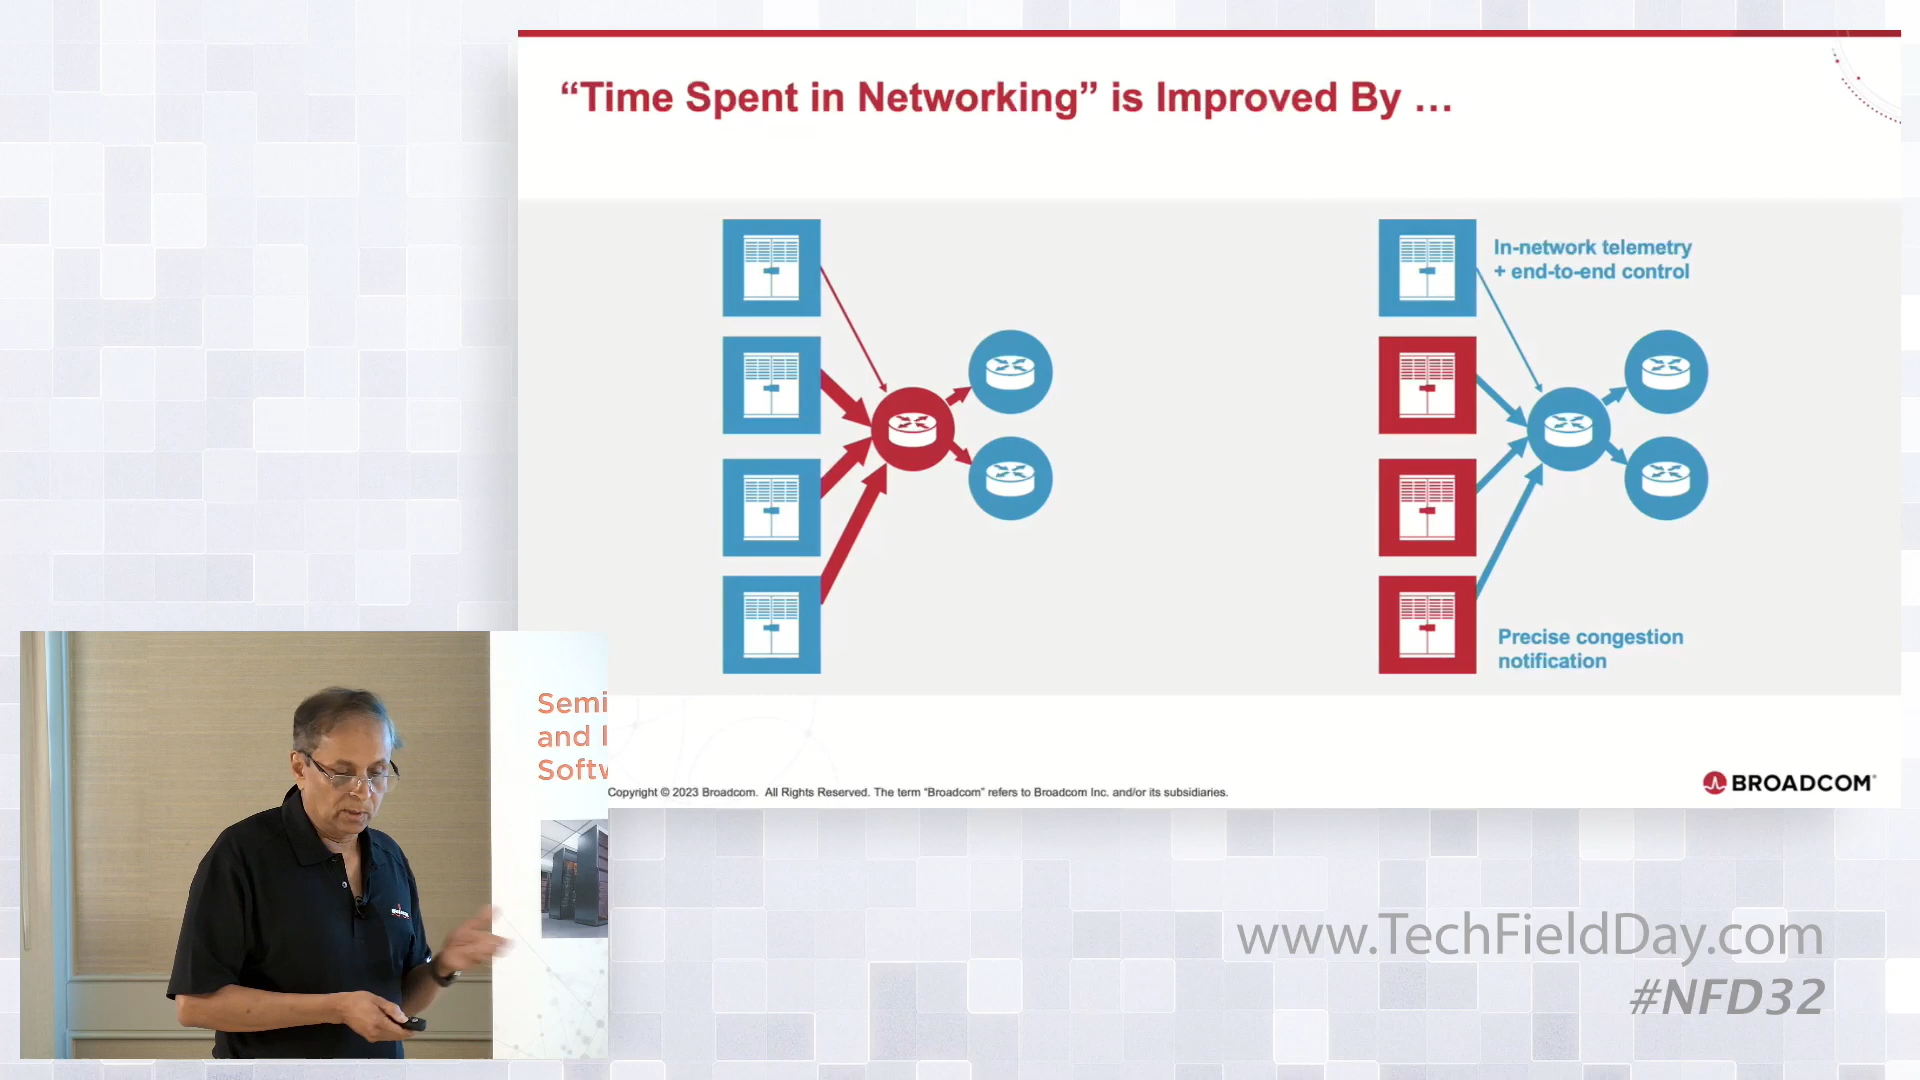 “Time Spent in Networking” is Improved By …
In-network telemetry
+ end-to-end control
Precise congestion
notification
Semi
and I
Softw
Copyright © 2023 Broadcom. All Rights Reserved. The term “Broadcom” refers to Broadcom Inc. and/or its subsidiaries.
BROADCOM®
www.TechFieldDay.com
#NFD32